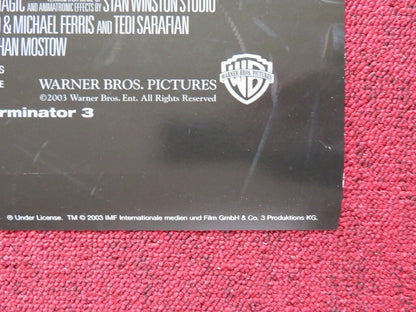 MAGIC AND ANIMATRONIC EFFECTS BY STAN WINSTON STUDIO
& MICHAEL FERRIS AND TEDI SARAFIAN
HAN MOSTOW
S
E
WARNER BROS. PICTURES
©2003 Warner Bros. Ent. All Rights Reserved
WB
WARNER BROS. PICTURES
rminator 3
® Under License. TM © 2003 IMF Internationale medien und Film GmbH & Co. 3 Produktions KG.